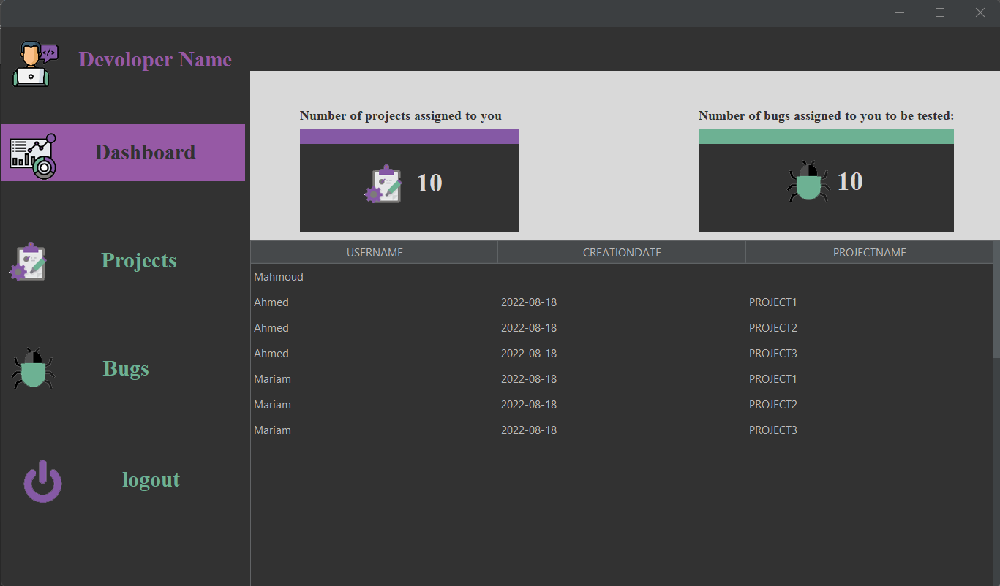 Devoloper Name
Dashboard
Projects
Bugs
logout
Number of projects assigned to you
10
Number of bugs assigned to you to be tested:
10
USERNAME CREATIONDATE PROJECTNAME
Mahmoud
Ahmed 2022-08-18 PROJECT1
Ahmed 2022-08-18 PROJECT2
Ahmed 2022-08-18 PROJECT3
Mariam 2022-08-18 PROJECT1
Mariam 2022-08-18 PROJECT2
Mariam 2022-08-18 PROJECT3